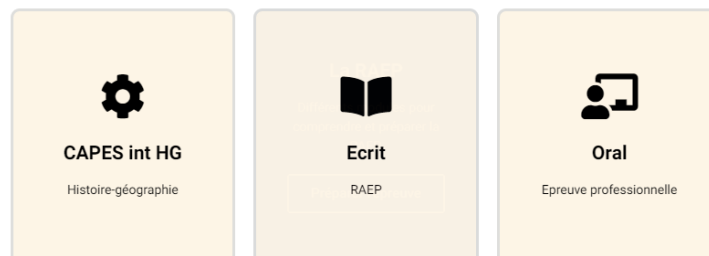 CAPES int HG
Histoire-géographie
Ecrit
RAEP
Oral
Epreuve professionnelle